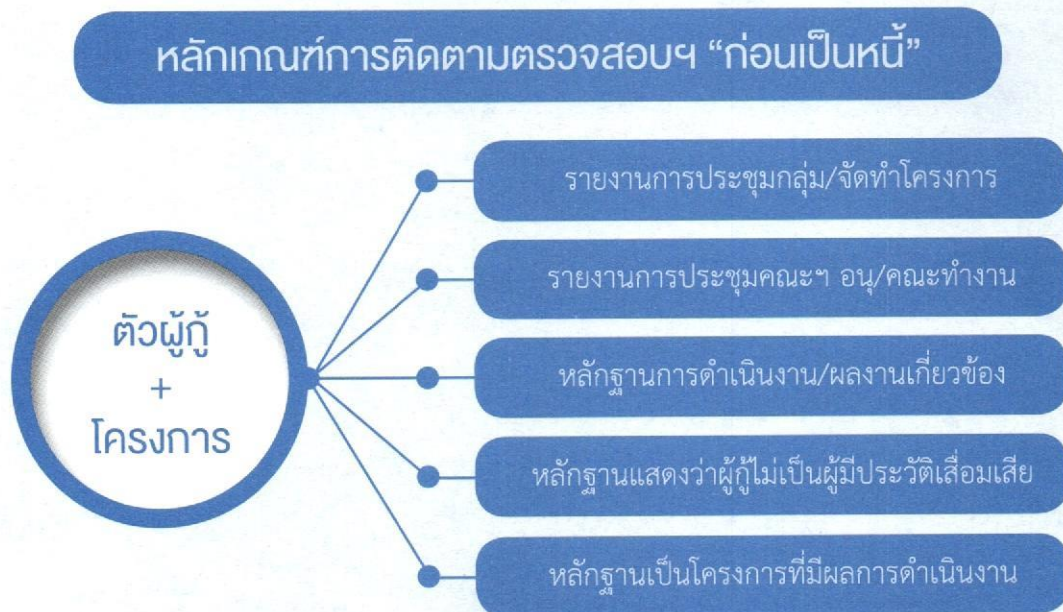 หลักเกณฑ์การติดตามตรวจสอบฯ “ก่อนเป็นหนี้”
รายงานการประชุมกลุ่ม/จัดทำโครงการ
รายงานการประชุมคณะฯ อนุ/คณะทำงาน
ตัวผู้กู้
+
โครงการ
หลักฐานการดำเนินงาน/ผลงานเกี่ยวข้อง
หลักฐานแสดงว่าผู้กู้ไม่เป็นผู้มีประวัติเสื่อมเสีย
หลักฐานเป็นโครงการที่มีผลการดำเนินงาน